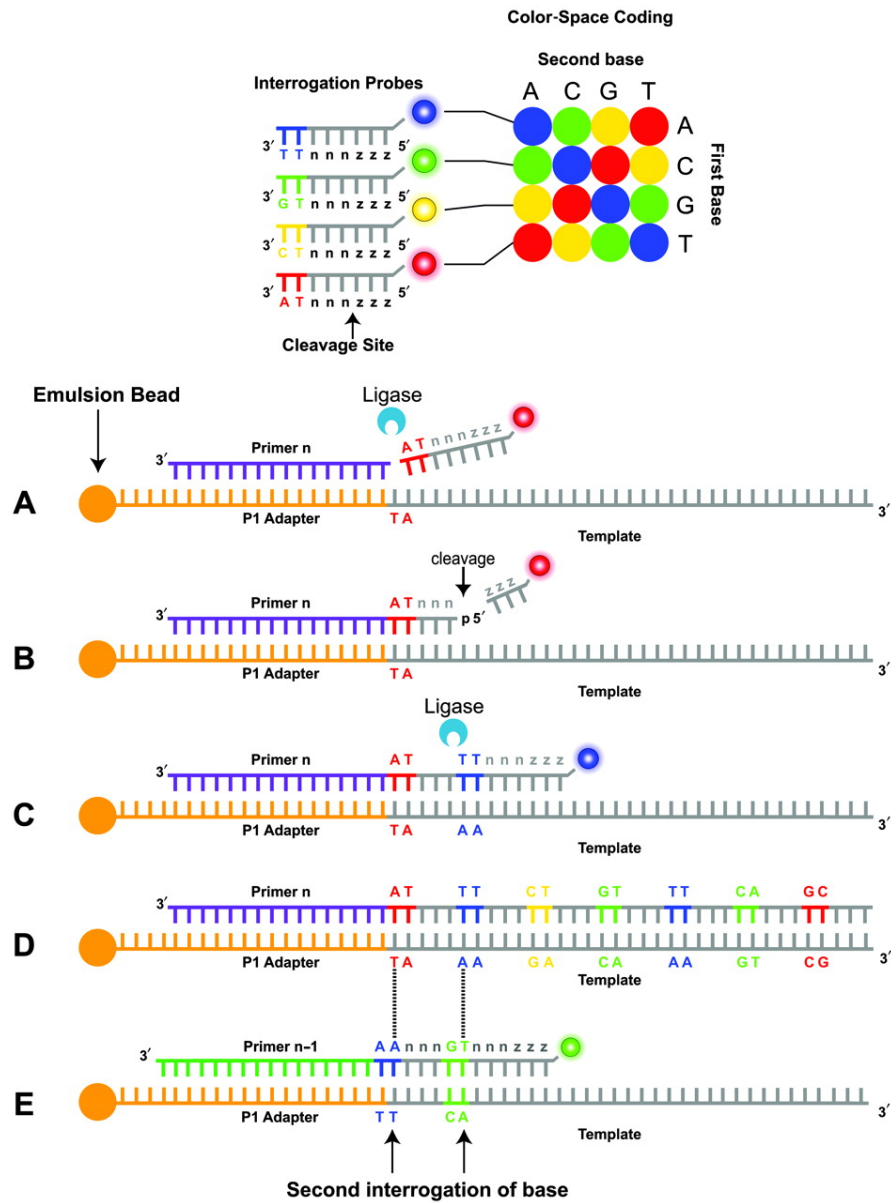 Color-Space Coding
Second base
Interrogation Probes
A C G T
3′ T T n n n z z z 5′
A
3′ G T n n n z z z 5′
C
3′ C T n n n z z z 5′
G
3′ A T n n n z z z 5′
T
First Base
Cleavage Site
Emulsion Bead
Ligase
A T n n n z z z
3′ Primer n
A
P1 Adapter T A Template 3′
cleavage
z z z
A T n n n
3′ Primer n p 5′
B
P1 Adapter T A Template 3′
Ligase
A T T T n n n z z z
3′ Primer n
C
P1 Adapter T A A A Template 3′
A T T T C T G T T T C A G C
3′ Primer n
D
P1 Adapter T A A A G A C A A A G T C G 3′
Template
A A n n n G T n n n z z z
3′ Primer n–1
E
P1 Adapter T T C A Template 3′
Second interrogation of base